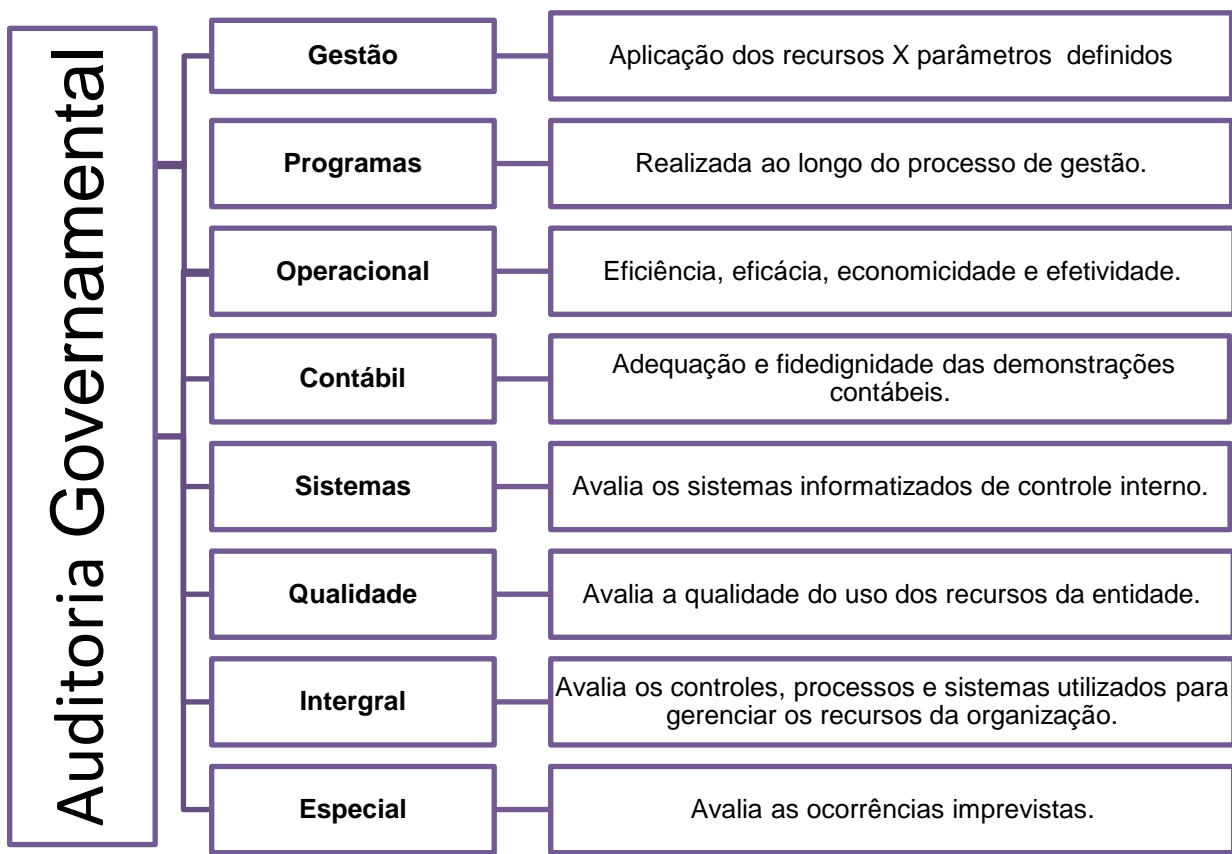 Auditoria Governamental
Gestão
Aplicação dos recursos X parâmetros definidos
Programas
Realizada ao longo do processo de gestão.
Operacional
Eficiência, eficácia, economicidade e efetividade.
Contábil
Adequação e fidedignidade das demonstrações
contábeis.
Sistemas
Avalia os sistemas informatizados de controle interno.
Qualidade
Avalia a qualidade do uso dos recursos da entidade.
Intergral
Avalia os controles, processos e sistemas utilizados para
gerenciar os recursos da organização.
Especial
Avalia as ocorrências imprevistas.